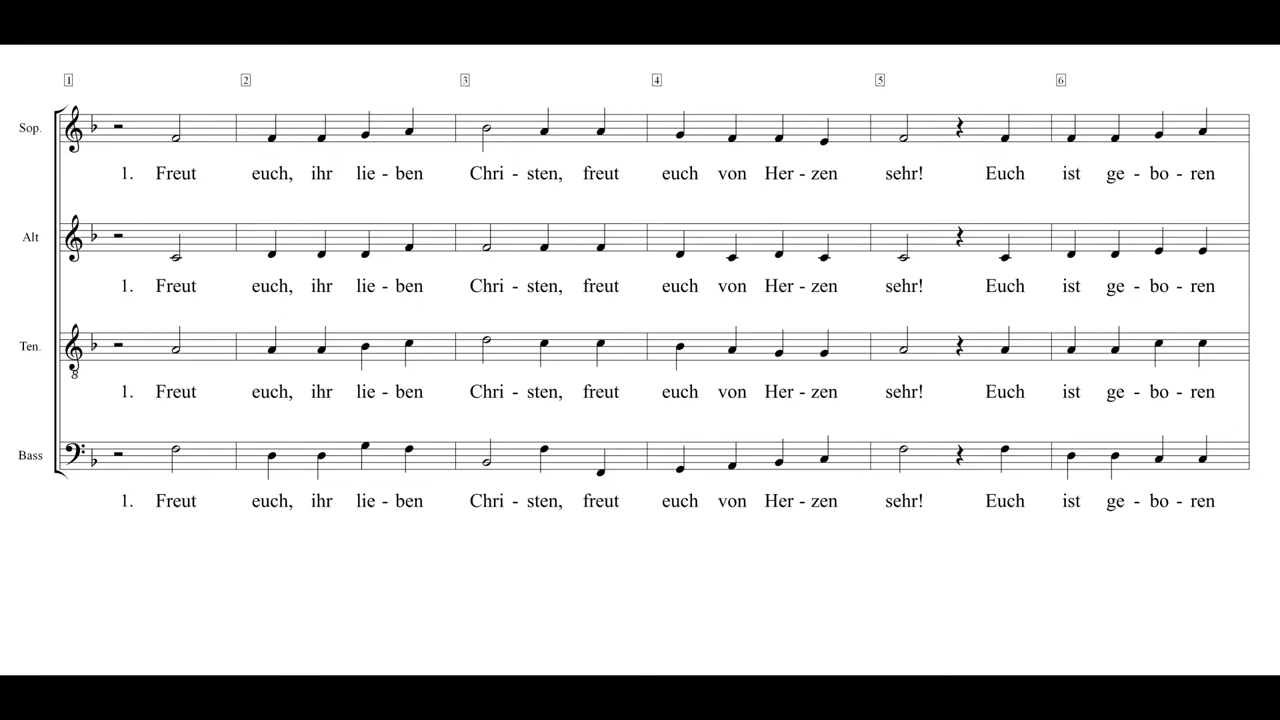 1 2 3 4 5 6
Sop.
1. Freut euch, ihr lie - ben Chri - sten, freut euch von Her - zen sehr! Euch ist ge - bo - ren
Alt
1. Freut euch, ihr lie - ben Chri - sten, freut euch von Her - zen sehr! Euch ist ge - bo - ren
Ten.
8
1. Freut euch, ihr lie - ben Chri - sten, freut euch von Her - zen sehr! Euch ist ge - bo - ren
Bass
1. Freut euch, ihr lie - ben Chri - sten, freut euch von Her - zen sehr! Euch ist ge - bo - ren